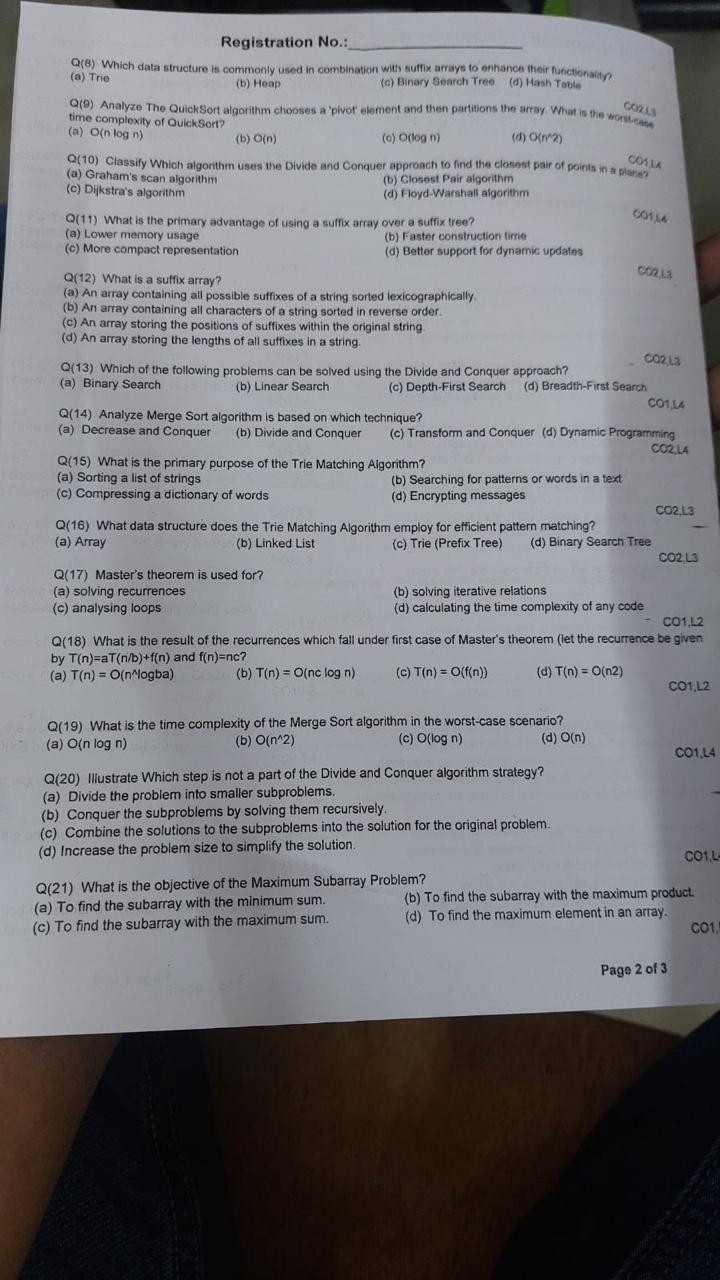 Registration No.:
Q(8) Which data structure is commonly used in combination with suffix arrays to enhance their functionality?
(a) Trie (b) Heap (c) Binary Search Tree (d) Hash Table
CO2,L3
Q(9) Analyze The QuickSort algorithm chooses a 'pivot' element and then partitions the array. What is the worst-case
time complexity of QuickSort?
(a) O(n log n) (b) O(n) (c) O(log n) (d) O(n^2)
CO1,L4
Q(10) Classify Which algorithm uses the Divide and Conquer approach to find the closest pair of points in a plane?
(a) Graham's scan algorithm (b) Closest Pair algorithm
(c) Dijkstra's algorithm (d) Floyd-Warshall algorithm
CO1,L4
Q(11) What is the primary advantage of using a suffix array over a suffix tree?
(a) Lower memory usage (b) Faster construction time
(c) More compact representation (d) Better support for dynamic updates
CO2,L3
Q(12) What is a suffix array?
(a) An array containing all possible suffixes of a string sorted lexicographically.
(b) An array containing all characters of a string sorted in reverse order.
(c) An array storing the positions of suffixes within the original string.
(d) An array storing the lengths of all suffixes in a string.
CO2,L3
Q(13) Which of the following problems can be solved using the Divide and Conquer approach?
(a) Binary Search (b) Linear Search (c) Depth-First Search (d) Breadth-First Search
CO1,L4
Q(14) Analyze Merge Sort algorithm is based on which technique?
(a) Decrease and Conquer (b) Divide and Conquer (c) Transform and Conquer (d) Dynamic Programming
CO2,L4
Q(15) What is the primary purpose of the Trie Matching Algorithm?
(a) Sorting a list of strings (b) Searching for patterns or words in a text
(c) Compressing a dictionary of words (d) Encrypting messages
CO2,L3
Q(16) What data structure does the Trie Matching Algorithm employ for efficient pattern matching?
(a) Array (b) Linked List (c) Trie (Prefix Tree) (d) Binary Search Tree
CO2,L3
Q(17) Master's theorem is used for?
(a) solving recurrences (b) solving iterative relations
(c) analysing loops (d) calculating the time complexity of any code
CO1,L2
Q(18) What is the result of the recurrences which fall under first case of Master's theorem (let the recurrence be given
by T(n)=aT(n/b)+f(n) and f(n)=nc?
(a) T(n) = O(n^logba) (b) T(n) = O(nc log n) (c) T(n) = O(f(n)) (d) T(n) = O(n2)
CO1,L2
Q(19) What is the time complexity of the Merge Sort algorithm in the worst-case scenario?
(a) O(n log n) (b) O(n^2) (c) O(log n) (d) O(n)
CO1,L4
Q(20) Illustrate Which step is not a part of the Divide and Conquer algorithm strategy?
(a) Divide the problem into smaller subproblems.
(b) Conquer the subproblems by solving them recursively.
(c) Combine the solutions to the subproblems into the solution for the original problem.
(d) Increase the problem size to simplify the solution.
CO1,L
Q(21) What is the objective of the Maximum Subarray Problem?
(a) To find the subarray with the minimum sum. (b) To find the subarray with the maximum product.
(c) To find the subarray with the maximum sum. (d) To find the maximum element in an array.
CO1,
Page 2 of 3